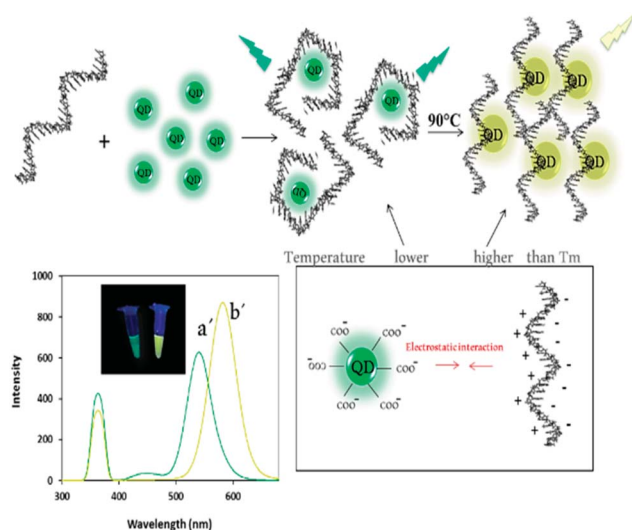 QD
QD
QD
QD
QD
QD
+
QD
QD
QD
QD
90°C
QD
QD
QD
QD
QD
Temperature lower higher than Tm
1000
800
600
400
200
0
300 400 500 600
Intensity
Wavelength (nm)
a′
b′
COO-
COO-
COO-
COO-
COO-
COO-
QD
Electrostatic interaction
+ -
+ -
+ -
+ -
+ -
+ -